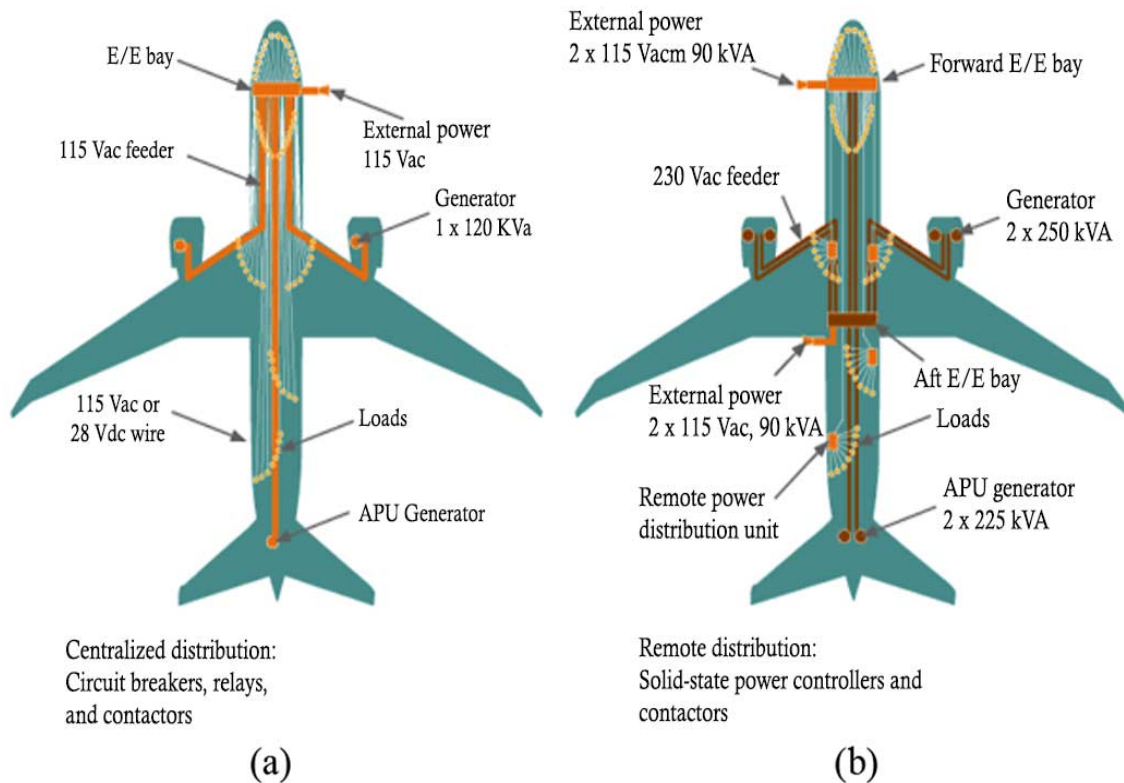 E/E bay
External power
115 Vac
115 Vac feeder
Generator
1 x 120 KVa
115 Vac or
28 Vdc wire
Loads
APU Generator
Centralized distribution:
Circuit breakers, relays,
and contactors
(a)
External power
2 x 115 Vacm 90 kVA
Forward E/E bay
230 Vac feeder
Generator
2 x 250 kVA
Aft E/E bay
External power
2 x 115 Vac, 90 kVA
Loads
Remote power
distribution unit
APU generator
2 x 225 kVA
Remote distribution:
Solid-state power controllers and
contactors
(b)